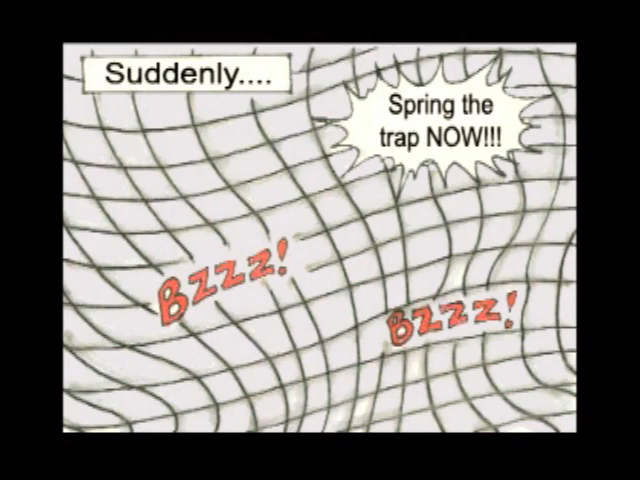 Suddenly....
Spring the
trap NOW!!!
BZZZ!
BZZZ!